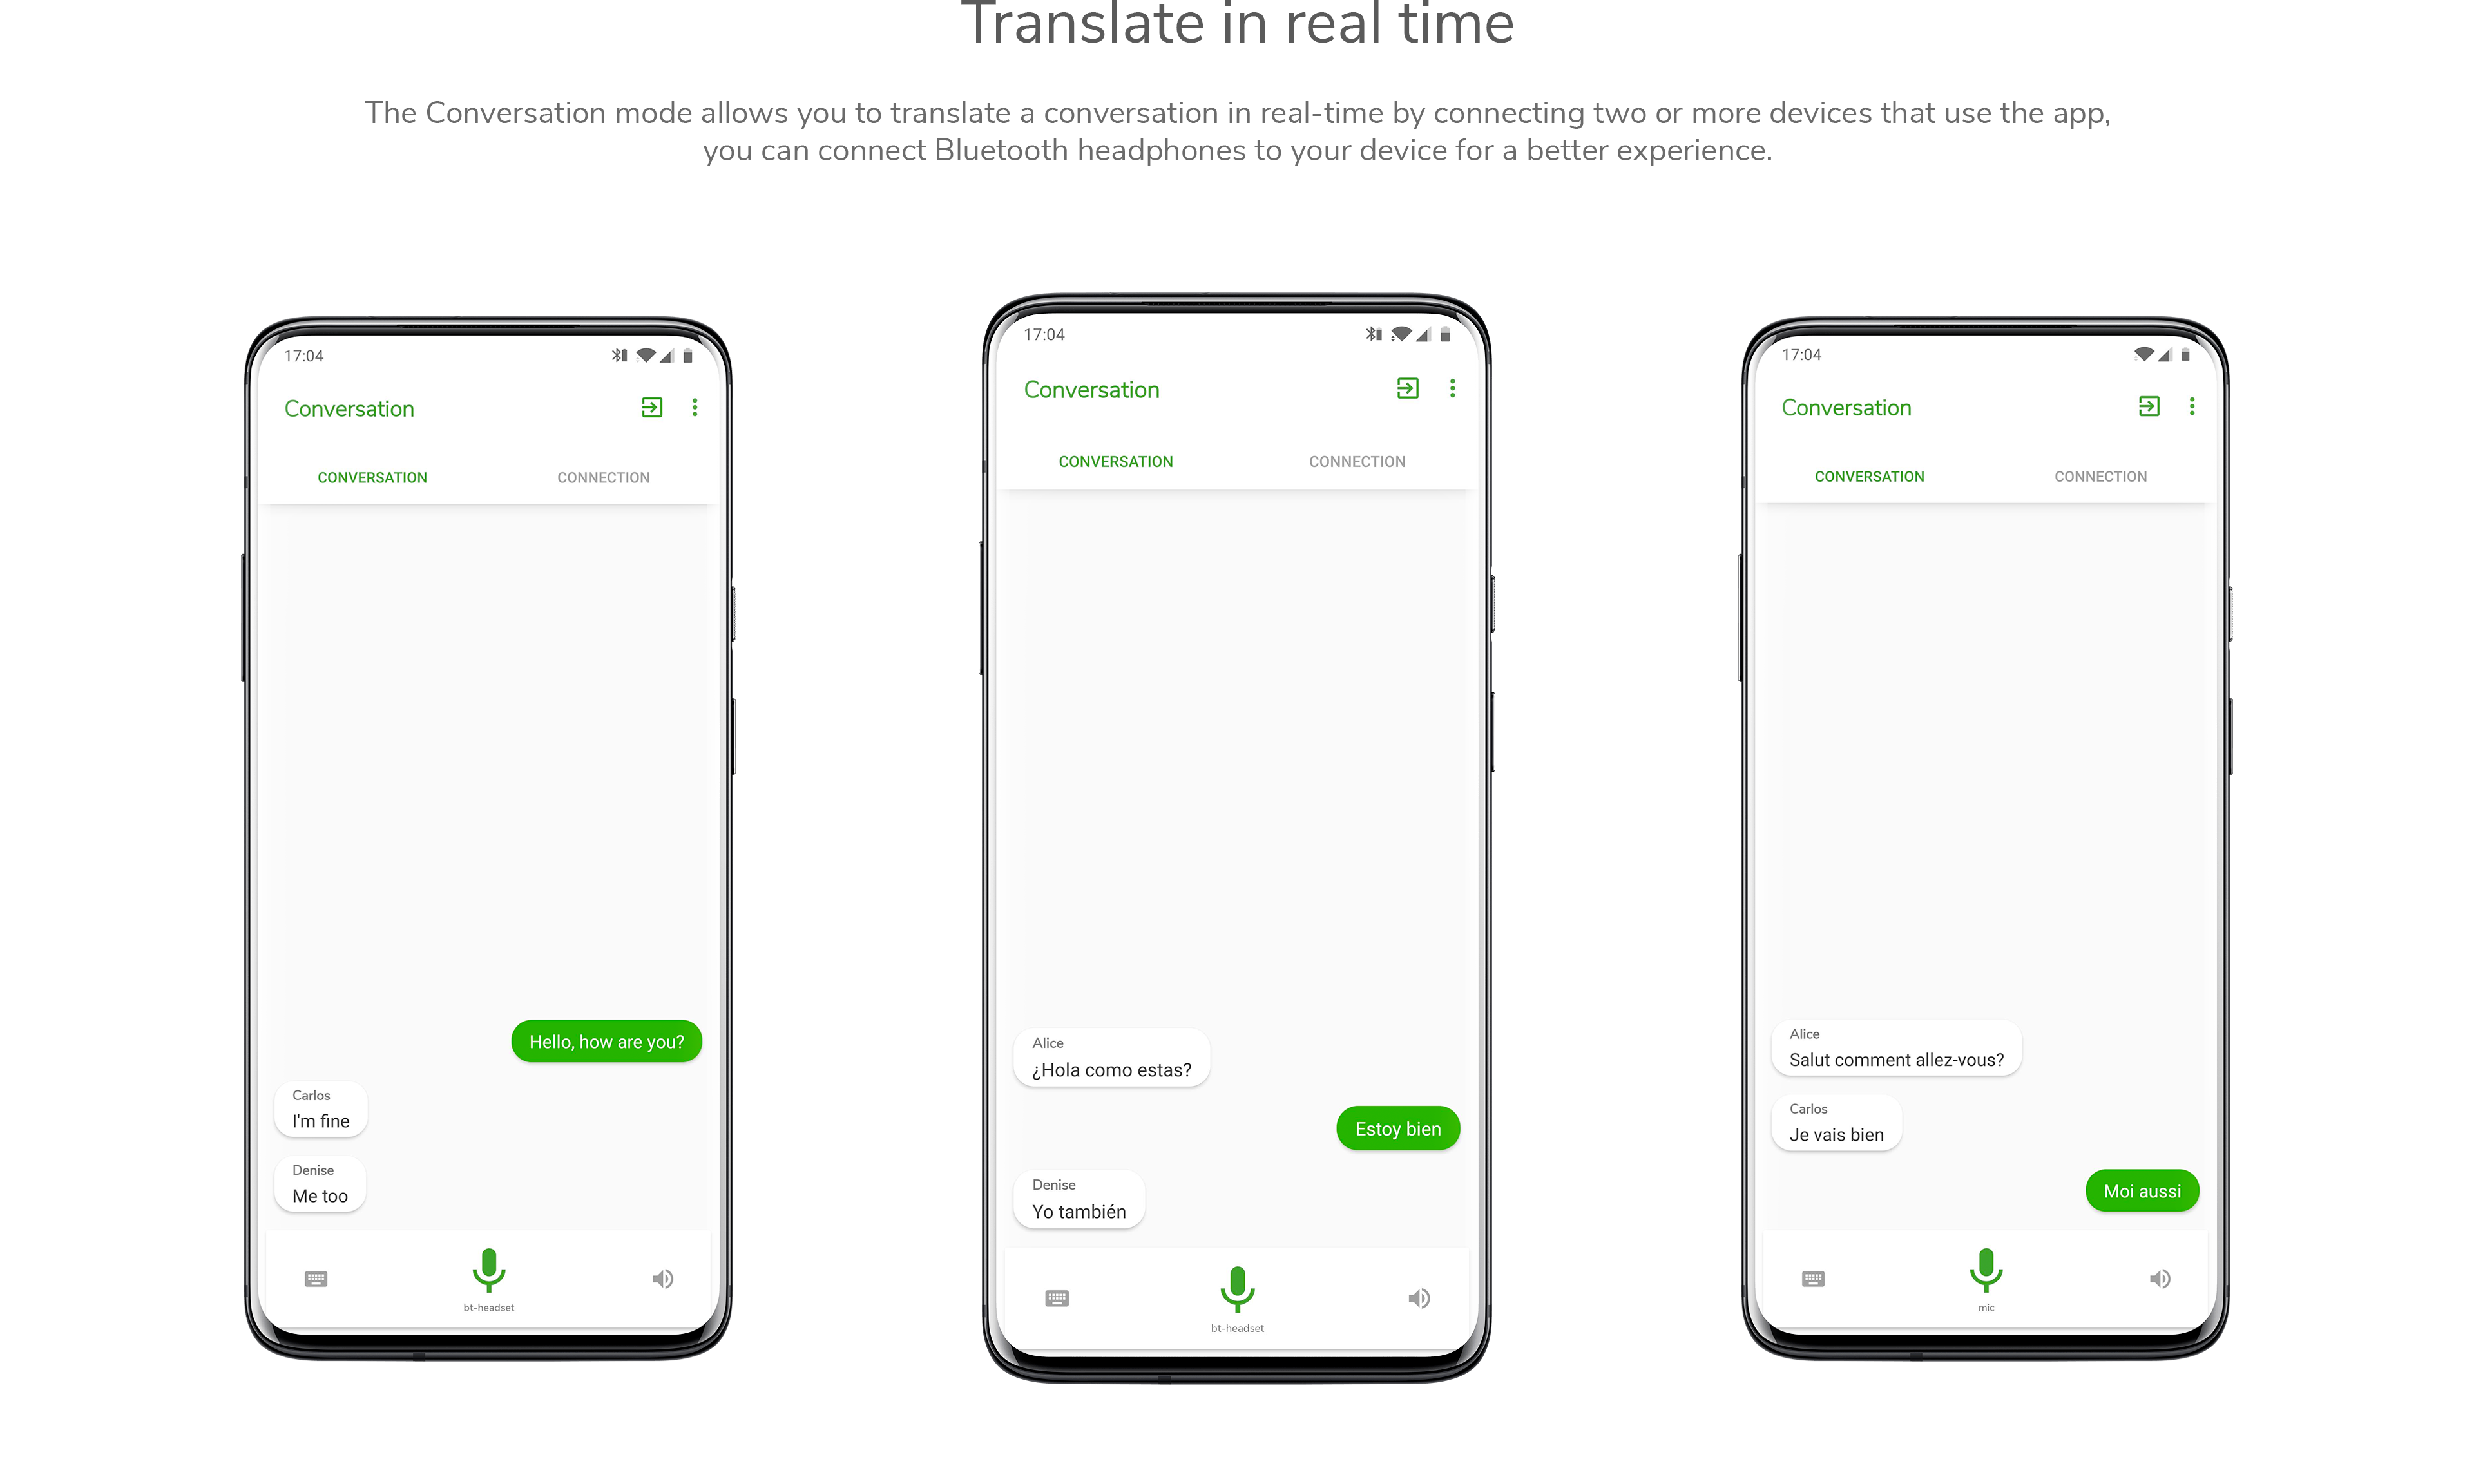 Translate in real time
The Conversation mode allows you to translate a conversation in real-time by connecting two or more devices that use the app,
you can connect Bluetooth headphones to your device for a better experience.
17:04
Conversation
CONVERSATION CONNECTION
Hello, how are you?
Carlos
I'm fine
Denise
Me too
bt-headset
17:04
Conversation
CONVERSATION CONNECTION
Alice
¿Hola como estas?
Estoy bien
Denise
Yo también
bt-headset
17:04
Conversation
CONVERSATION CONNECTION
Alice
Salut comment allez-vous?
Carlos
Je vais bien
Moi aussi
mic